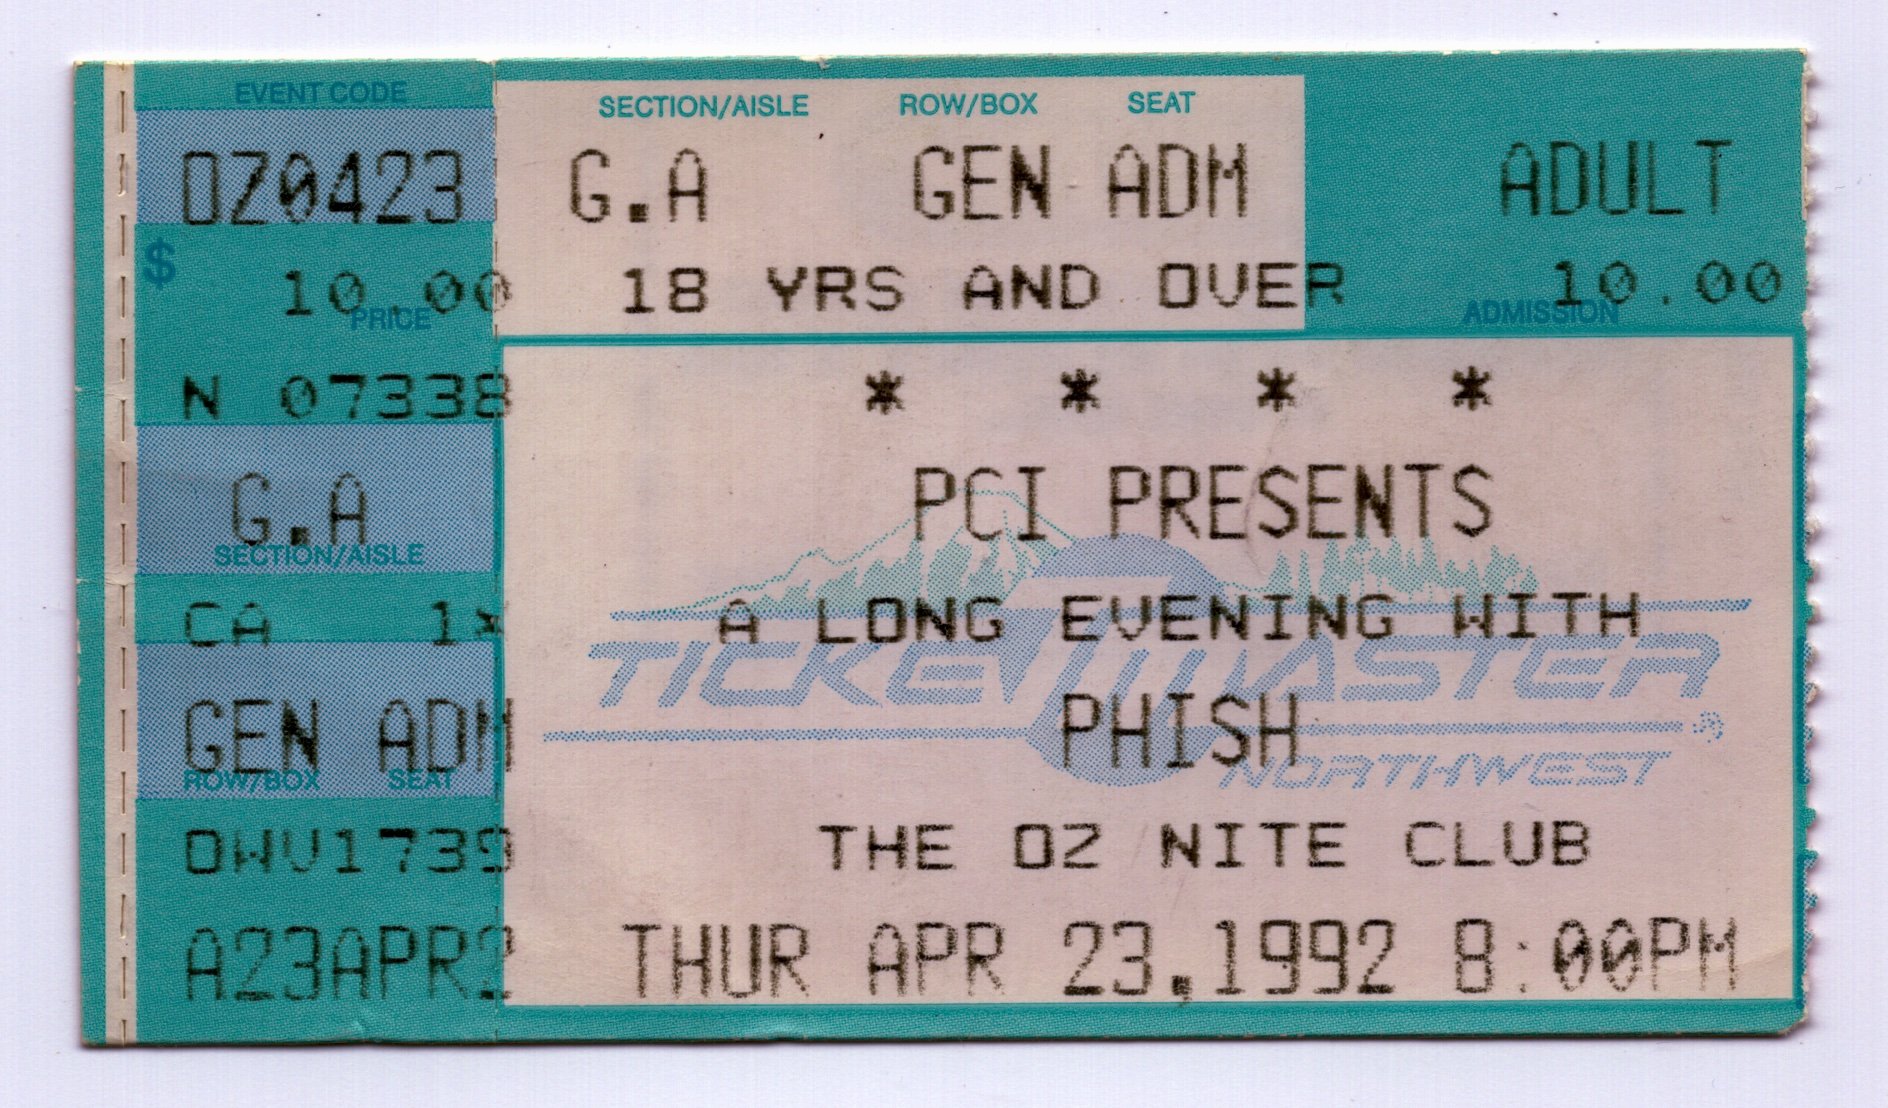 EVENT CODE
OZ0423
$ 10.00
PRICE
N 07338
G.A
SECTION/AISLE
CA 1*
GEN ADM
ROW/BOX SEAT
OWV1739
A23APR2
SECTION/AISLE ROW/BOX SEAT
G.A GEN ADM ADULT
18 YRS AND OVER 10.00
ADMISSION
* * * *
PCI PRESENTS
A LONG EVENING WITH
TICKETMASTER
PHISH
NORTHWEST
THE OZ NITE CLUB
THUR APR 23,1992 8:00PM